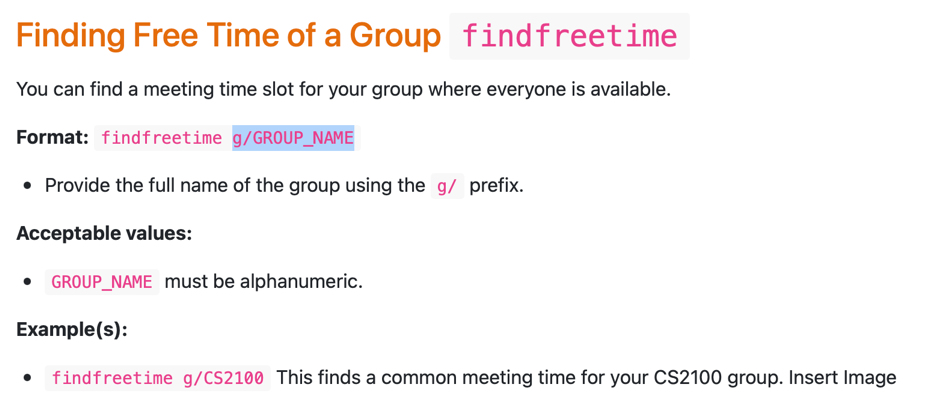 Finding Free Time of a Group findfreetime
You can find a meeting time slot for your group where everyone is available.
Format: findfreetime g/GROUP_NAME
• Provide the full name of the group using the g/ prefix.
Acceptable values:
• GROUP_NAME must be alphanumeric.
Example(s):
• findfreetime g/CS2100 This finds a common meeting time for your CS2100 group. Insert Image